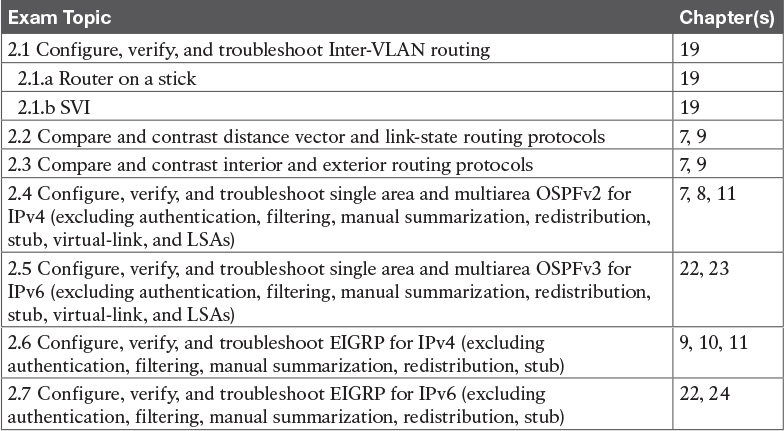 Exam Topic Chapter(s)
2.1 Configure, verify, and troubleshoot Inter-VLAN routing 19
2.1.a Router on a stick 19
2.1.b SVI 19
2.2 Compare and contrast distance vector and link-state routing protocols 7, 9
2.3 Compare and contrast interior and exterior routing protocols 7, 9
2.4 Configure, verify, and troubleshoot single area and multiarea OSPFv2 for 7, 8, 11
IPv4 (excluding authentication, filtering, manual summarization, redistribution,
stub, virtual-link, and LSAs)
2.5 Configure, verify, and troubleshoot single area and multiarea OSPFv3 for 22, 23
IPv6 (excluding authentication, filtering, manual summarization, redistribution,
stub, virtual-link, and LSAs)
2.6 Configure, verify, and troubleshoot EIGRP for IPv4 (excluding 9, 10, 11
authentication, filtering, manual summarization, redistribution, stub)
2.7 Configure, verify, and troubleshoot EIGRP for IPv6 (excluding 22, 24
authentication, filtering, manual summarization, redistribution, stub)